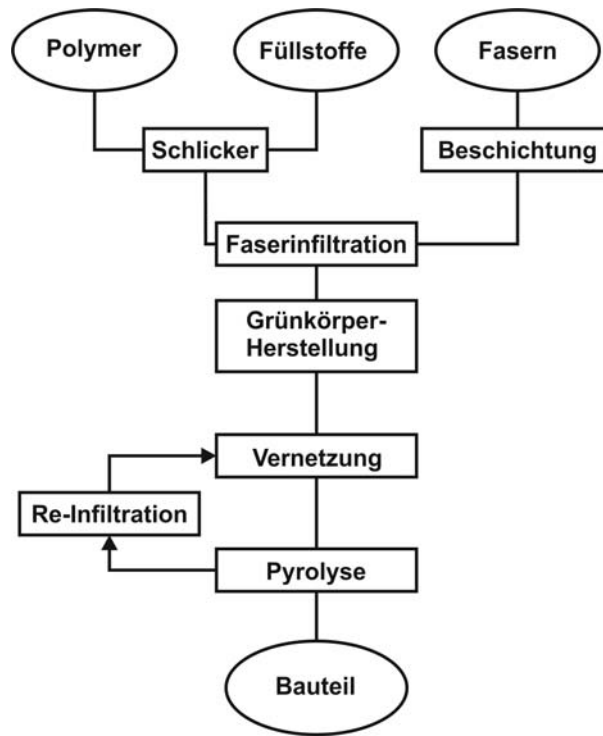 Polymer
Füllstoffe
Fasern
Schlicker
Beschichtung
Faserinfiltration
Grünkörper-
Herstellung
Vernetzung
Re-Infiltration
Pyrolyse
Bauteil